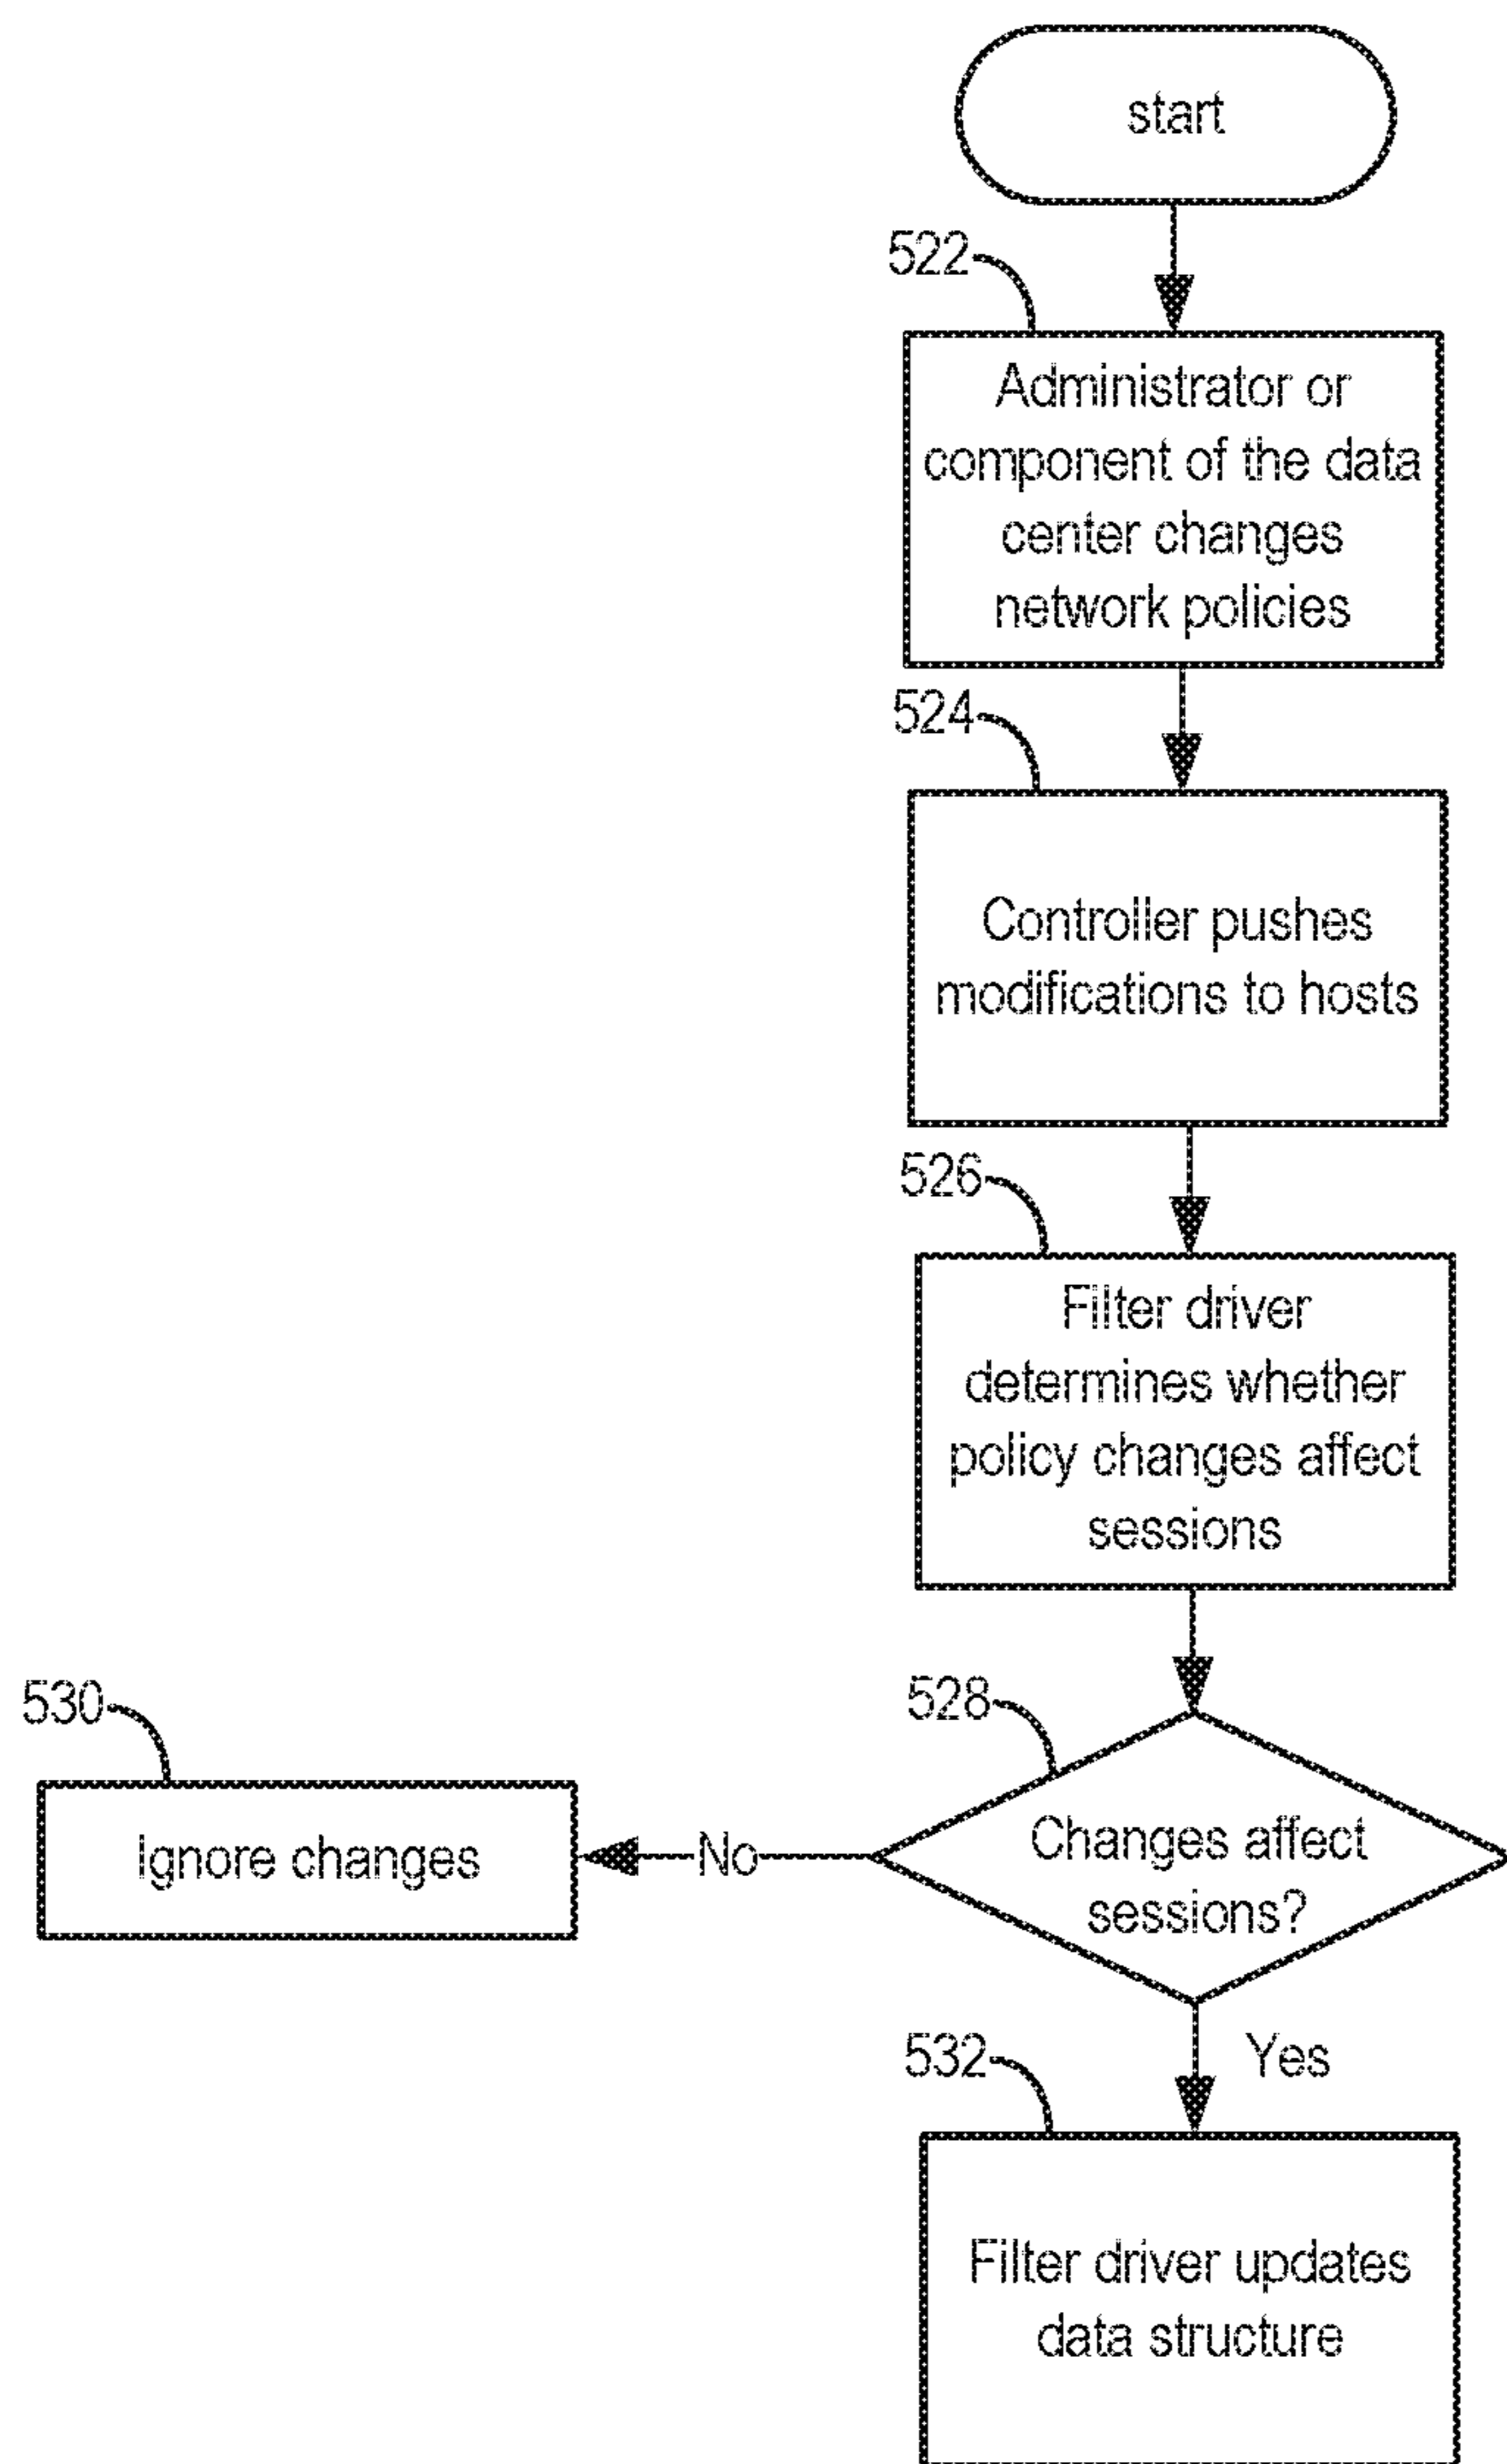 start
522
Administrator or
component of the data
center changes
network policies
524
Controller pushes
modifications to hosts
526
Filter driver
determines whether
policy changes affect
sessions
528
Changes affect
sessions?
No
530
Ignore changes
Yes
532
Filter driver updates
data structure